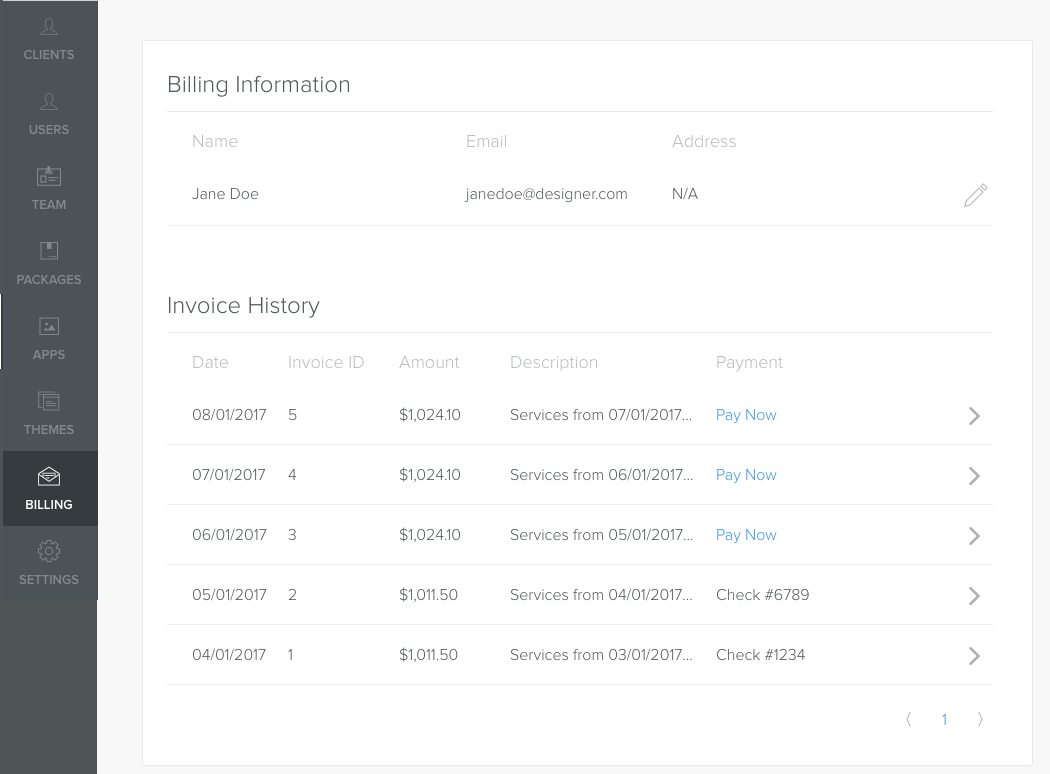 CLIENTS
USERS
TEAM
PACKAGES
APPS
THEMES
BILLING
SETTINGS
Billing Information
Name Email Address
Jane Doe janedoe@designer.com N/A
Invoice History
Date Invoice ID Amount Description Payment
08/01/2017 5 $1,024.10 Services from 07/01/2017... Pay Now
07/01/2017 4 $1,024.10 Services from 06/01/2017... Pay Now
06/01/2017 3 $1,024.10 Services from 05/01/2017... Pay Now
05/01/2017 2 $1,011.50 Services from 04/01/2017... Check #6789
04/01/2017 1 $1,011.50 Services from 03/01/2017... Check #1234
1